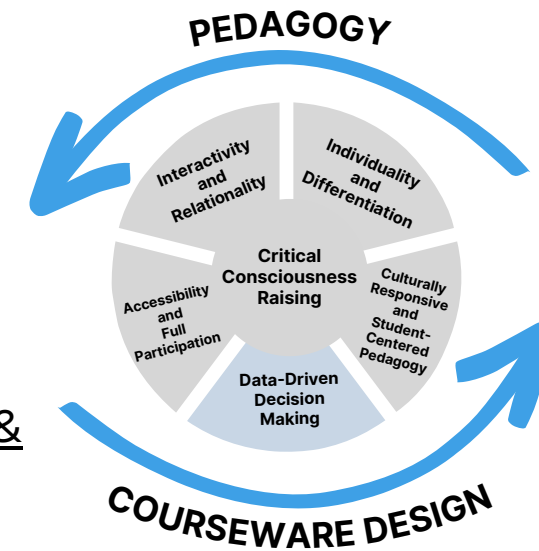 PEDAGOGY
Interactivity
and
Relationality
Individuality
and
Differentiation
Critical
Consciousness
Raising
Accessibility
and
Full
Participation
Culturally
Responsive
and
Student-
Centered
Pedagogy
Data-Driven
Decision
Making
&
COURSEWARE DESIGN